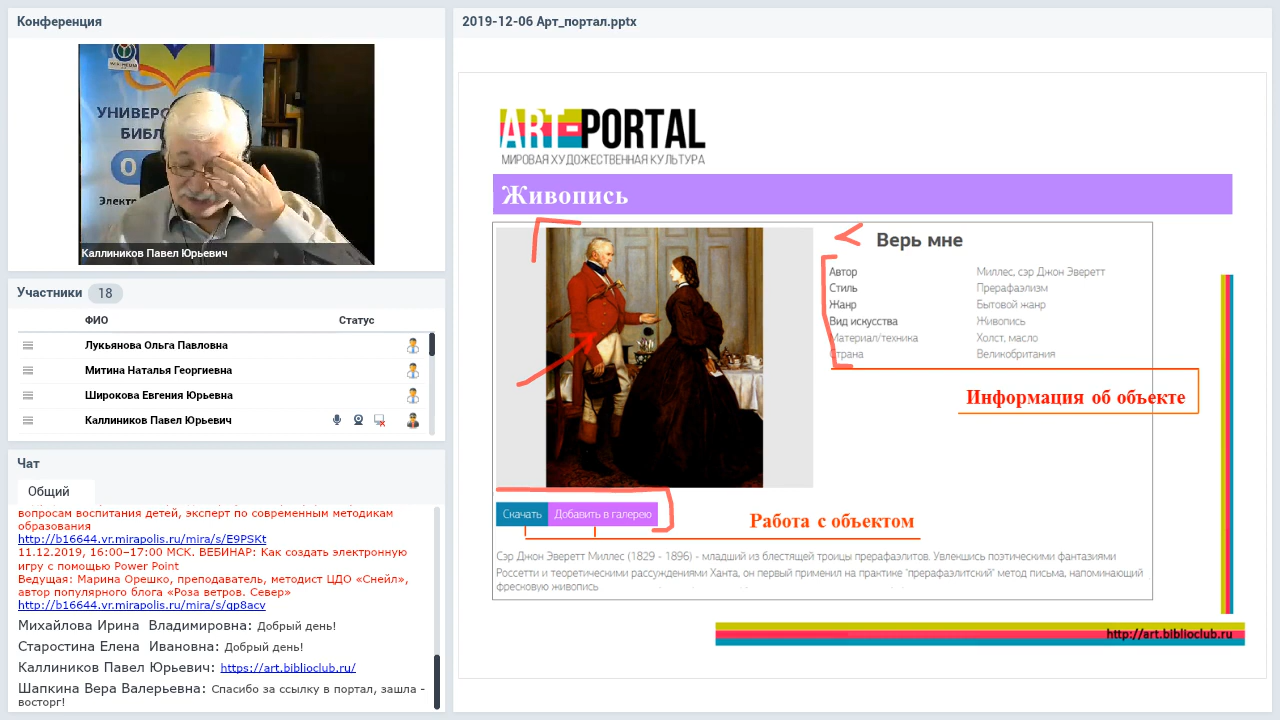 Конференция
УНИВЕР
БИБЛ
Элект
Каллиников Павел Юрьевич
Участники 18
ФИО Статус
Лукьянова Ольга Павловна
Митина Наталья Георгиевна
Широкова Евгения Юрьевна
Каллиников Павел Юрьевич
Чат
Общий
вопросам воспитания детей, эксперт по современным методикам
образования
http://b16644.vr.mirapolis.ru/mira/s/E9PSKt
11.12.2019, 16:00–17:00 МСК. ВЕБИНАР: Как создать электронную
игру с помощью Power Point
Ведущая: Марина Орешко, преподаватель, методист ЦДО «Снейл»,
автор популярного блога «Роза ветров. Север»
http://b16644.vr.mirapolis.ru/mira/s/gp8acv
Михайлова Ирина Владимировна: Добрый день!
Старостина Елена Ивановна: Добрый день!
Каллиников Павел Юрьевич: https://art.biblioclub.ru/
Шапкина Вера Валерьевна: Спасибо за ссылку в портал, зашла -
восторг!
2019-12-06 Арт_портал.pptx
ART-PORTAL
МИРОВАЯ ХУДОЖЕСТВЕННАЯ КУЛЬТУРА
Живопись
Верь мне
Автор Миллес, сэр Джон Эверетт
Стиль Прерафаэлизм
Жанр Бытовой жанр
Вид искусства Живопись
Материал/техника Холст, масло
Страна Великобритания
Информация об объекте
Скачать Добавить в галерею
Работа с объектом
Сэр Джон Эверетт Миллес (1829 - 1896) - младший из блестящей троицы прерафаэлитов. Увлекшись поэтическими фантазиями
Россетти и теоретическими рассуждениями Ханта, он первый применил на практике "прерафаэлитский" метод письма, напоминающий
фресковую живопись
http://art.biblioclub.ru